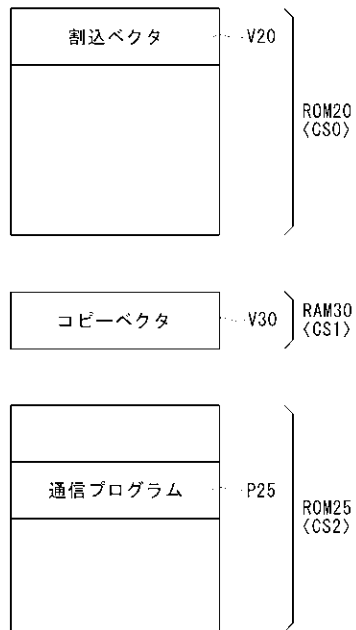 割込ベクタ
V20
ROM20
<CS0>
コピーベクタ
V30
RAM30
<CS1>
通信プログラム
P25
ROM25
<CS2>